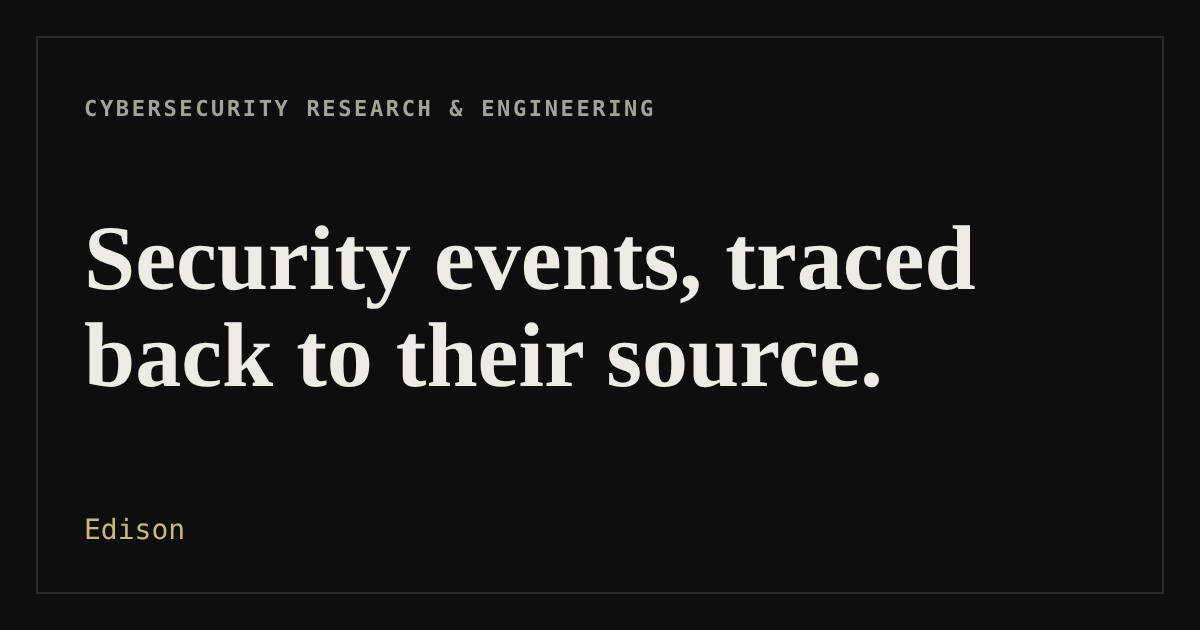 CYBERSECURITY RESEARCH & ENGINEERING
Security events, traced
back to their source.
Edison